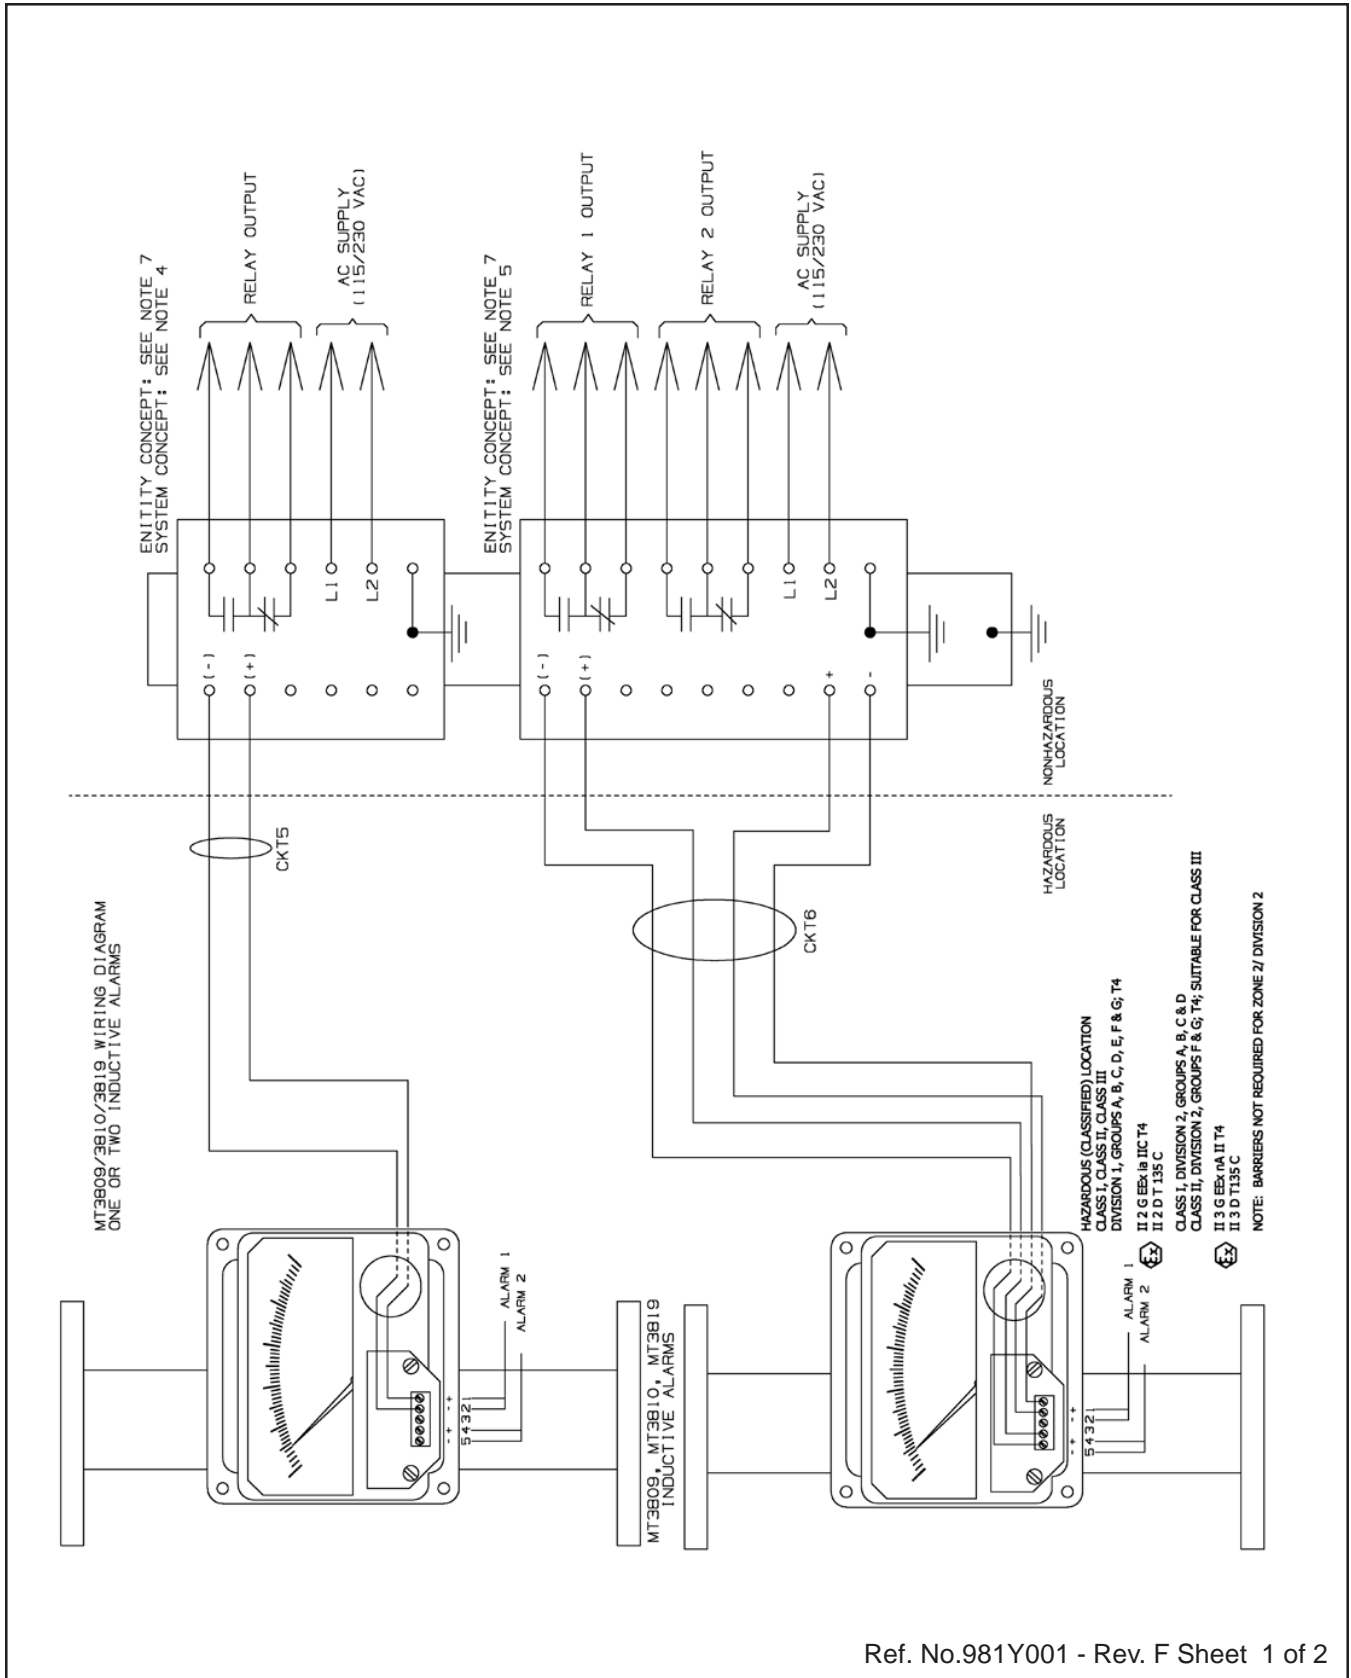 MT3809/3810/3819 WIRING DIAGRAM
ONE OR TWO INDUCTIVE ALARMS
ENITITY CONCEPT: SEE NOTE 7
SYSTEM CONCEPT: SEE NOTE 4
RELAY OUTPUT
AC SUPPLY
(115/230 VAC)
(-)
(+)
L1
L2
CKT5
ALARM 1
ALARM 2
- + - +
54321
MT3809, MT3810, MT3819
INDUCTIVE ALARMS
ENITITY CONCEPT: SEE NOTE 7
SYSTEM CONCEPT: SEE NOTE 5
RELAY 1 OUTPUT
RELAY 2 OUTPUT
AC SUPPLY
(115/230 VAC)
(-)
(+)
+
-
L1
L2
CKT6
ALARM 1
ALARM 2
- + - +
54321
HAZARDOUS
LOCATION
NONHAZARDOUS
LOCATION
HAZARDOUS (CLASSIFIED) LOCATION
CLASS I, CLASS II, CLASS III
DIVISION 1, GROUPS A, B, C, D, E, F & G; T4
Ex
II 2 G EEx ia IIC T4
II 2 D T 135 C
CLASS I, DIVISION 2, GROUPS A, B, C & D
CLASS II, DIVISION 2, GROUPS F & G; T4; SUITABLE FOR CLASS III
Ex
II 3 G EEx nA II T4
II 3 D T135 C
NOTE: BARRIERS NOT REQUIRED FOR ZONE 2/ DIVISION 2
Ref. No.981Y001 - Rev. F Sheet 1 of 2